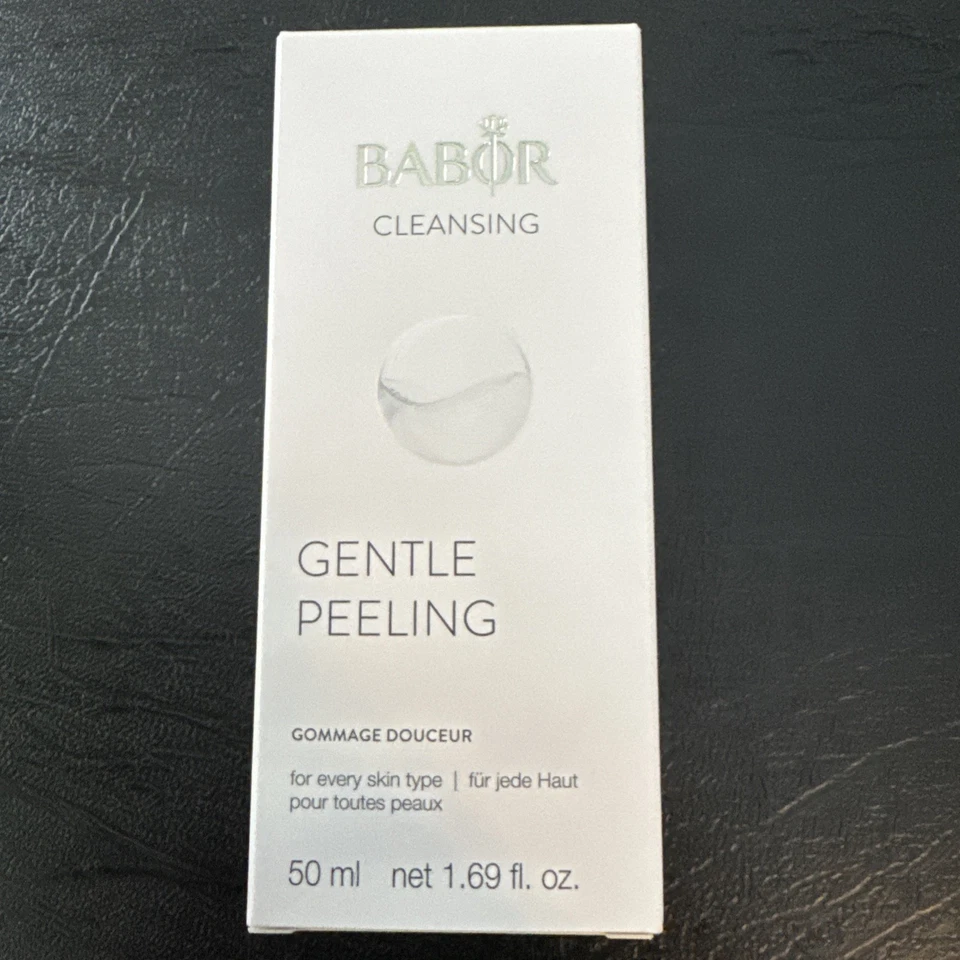 BABOR
CLEANSING
GENTLE
PEELING
GOMMAGE DOUCEUR
for every skin type | für jede Haut
pour toutes peaux
50 ml net 1.69 fl. oz.